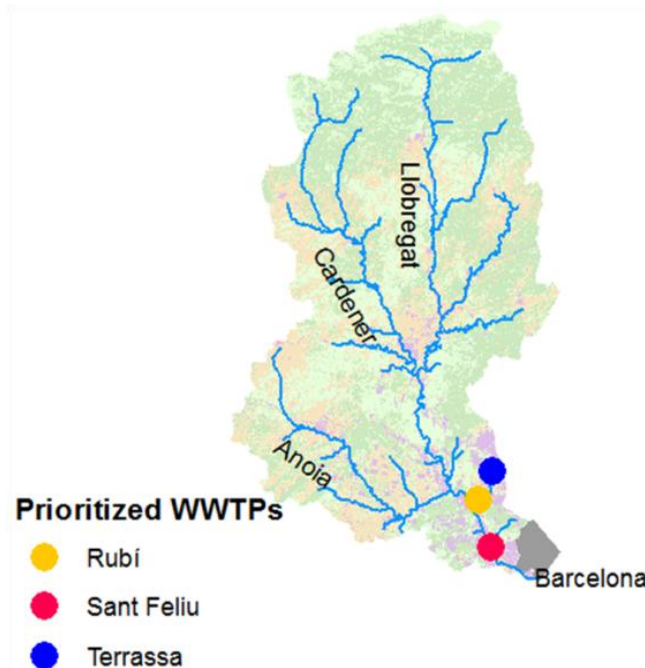 Llobregat
Cardener
Anoia
Prioritized WWTPs
Rubí
Sant Feliu
Barcelona
Terrassa